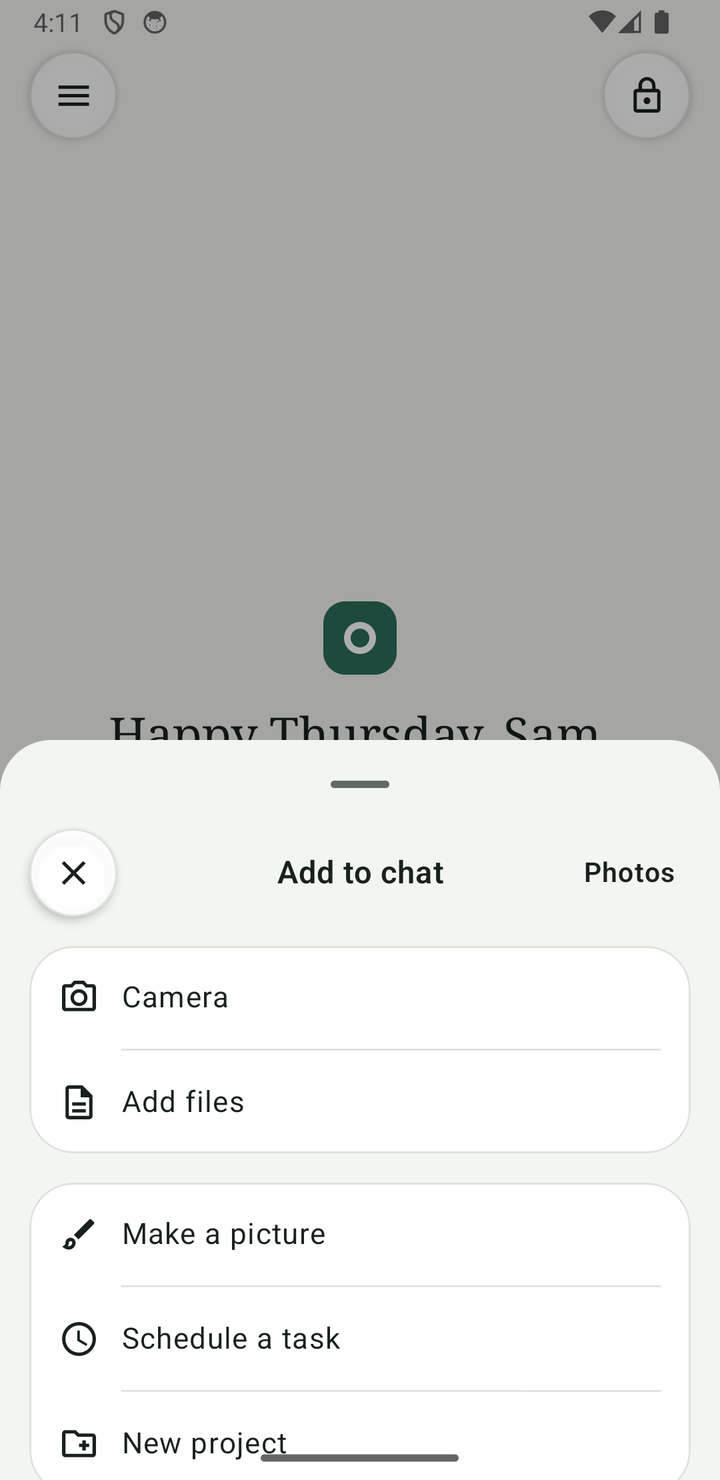 4:11
Happy Thursday, Sam
Add to chat
Photos
Camera
Add files
Make a picture
Schedule a task
New project